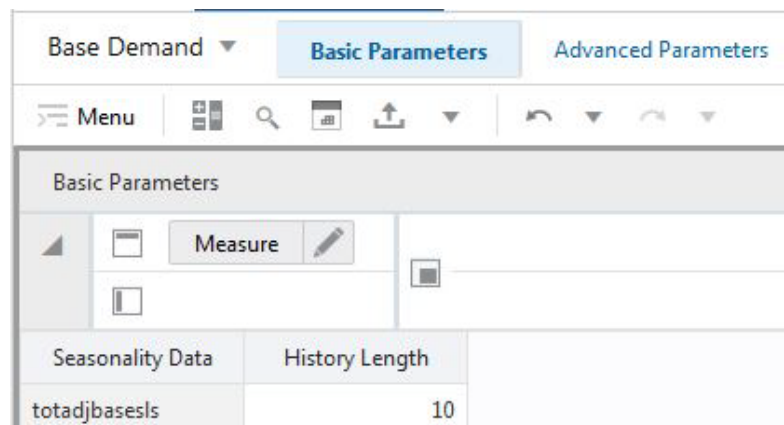 Base Demand Basic Parameters Advanced Parameters
Menu
Basic Parameters
Measure
Seasonality Data History Length
totadjbasesls 10